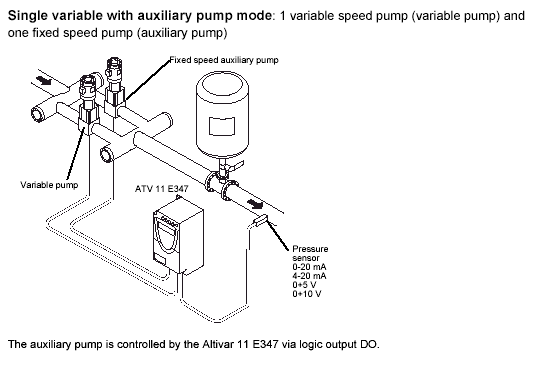 Single variable with auxiliary pump mode: 1 variable speed pump (variable pump) and
one fixed speed pump (auxiliary pump)
Fixed speed auxiliary pump
Variable pump
ATV 11 E347
Pressure
sensor
0-20 mA
4-20 mA
0+5 V
0+10 V
The auxiliary pump is controlled by the Altivar 11 E347 via logic output DO.